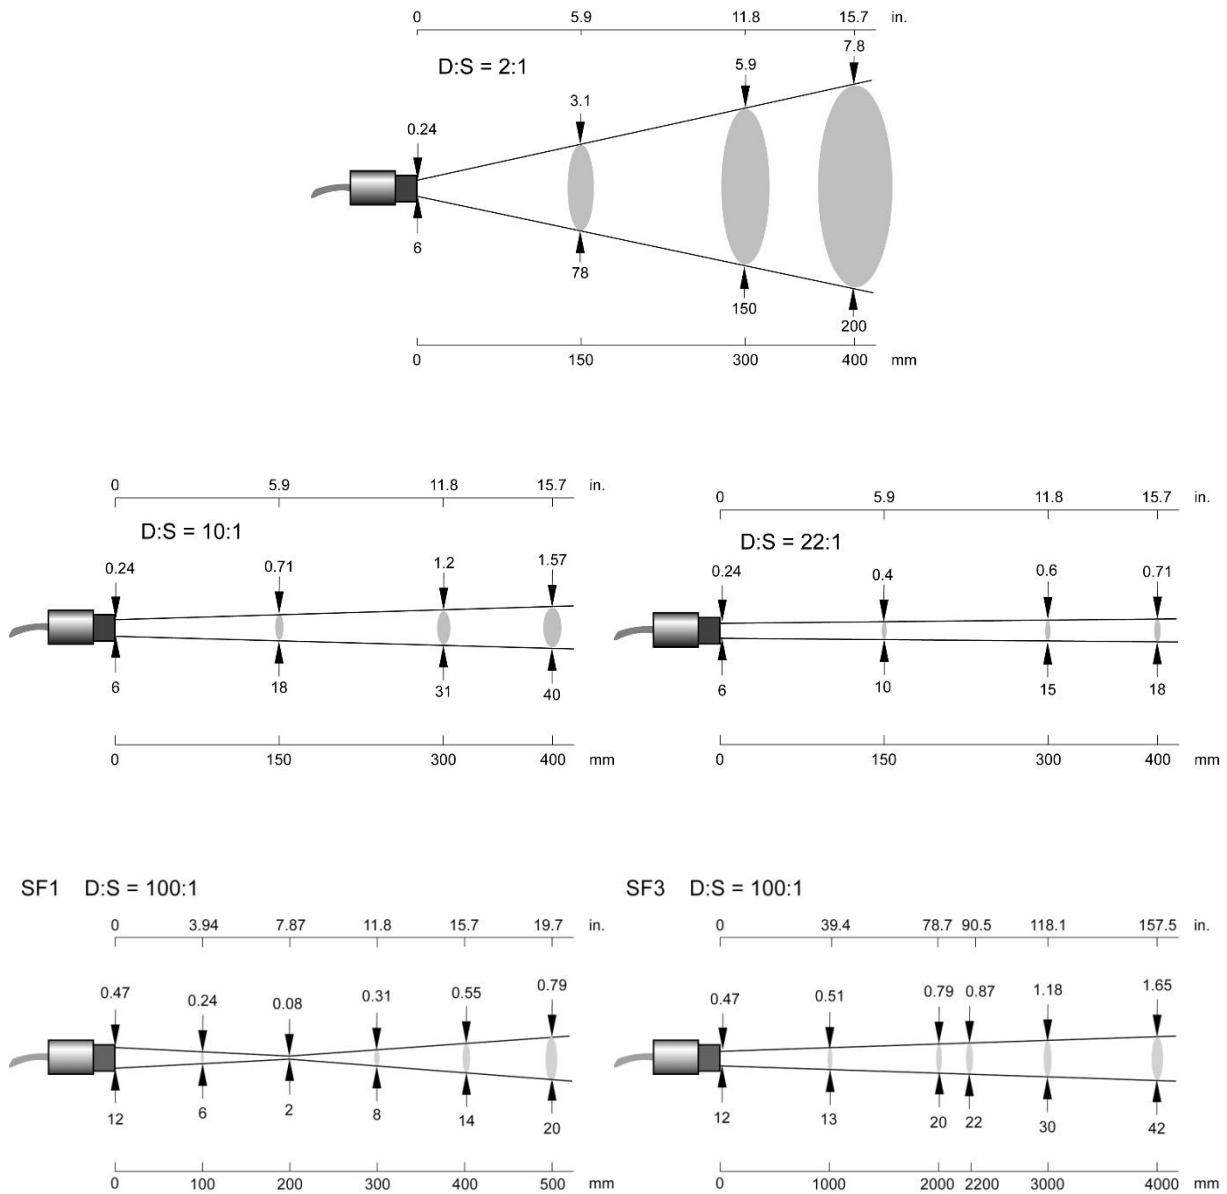 0 5.9 11.8 15.7 in.
7.8
D:S = 2:1
5.9
3.1
0.24
6
78
150
200
0 150 300 400 mm
0 5.9 11.8 15.7 in.
D:S = 10:1
0.24 0.71 1.2 1.57
6 18 31 40
0 150 300 400 mm
0 5.9 11.8 15.7 in.
D:S = 22:1
0.24 0.4 0.6 0.71
6 10 15 18
0 150 300 400 mm
SF1 D:S = 100:1
0 3.94 7.87 11.8 15.7 19.7 in.
0.47 0.24 0.08 0.31 0.55 0.79
12 6 2 8 14 20
0 100 200 300 400 500 mm
SF3 D:S = 100:1
0 39.4 78.7 90.5 118.1 157.5 in.
0.47 0.51 0.79 0.87 1.18 1.65
12 13 20 22 30 42
0 1000 2000 2200 3000 4000 mm